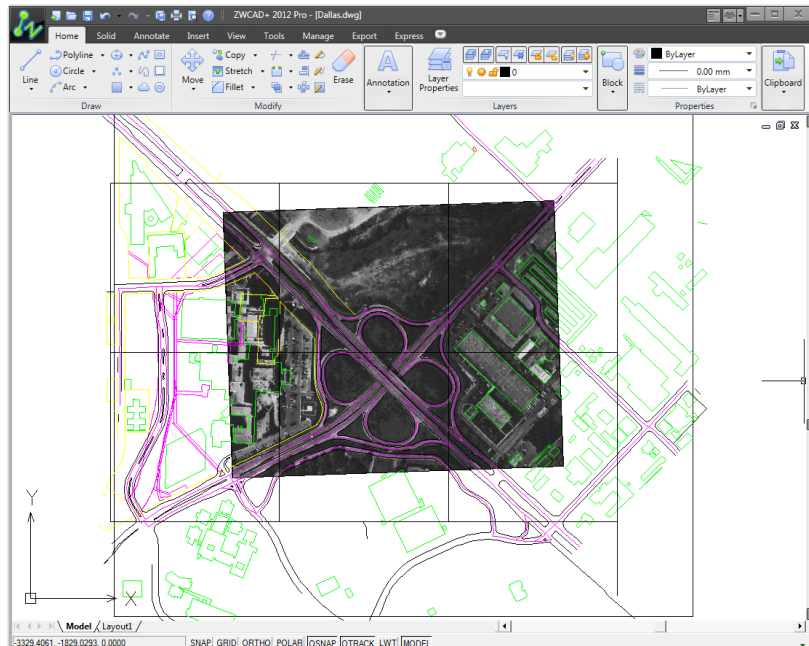 ZWCAD+ 2012 Pro - [Dallas.dwg]
Home Solid Annotate Insert View Tools Manage Export Express
Line Polyline Circle Arc
Move Copy Stretch Fillet Erase
Annotation
Layer Properties
0
Block
ByLayer
0.00 mm
ByLayer
Clipboard
Draw Modify Layers Properties
Y
X
Model Layout1
-3329.4061, -1829.0293, 0.0000 SNAP GRID ORTHO POLAR OSNAP OTRACK LWT MODEL